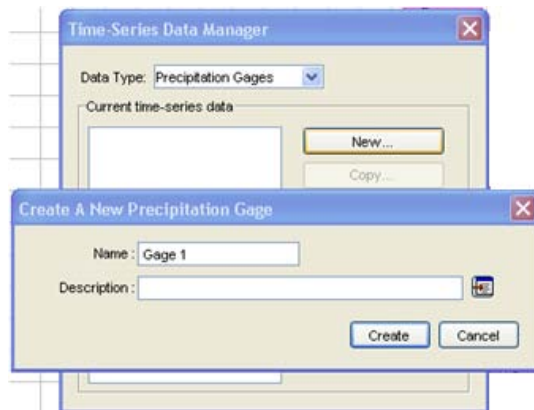 Time-Series Data Manager
Data Type: Precipitation Gages
Current time-series data
New...
Copy...
Create A New Precipitation Gage
Name : Gage 1
Description :
Create Cancel